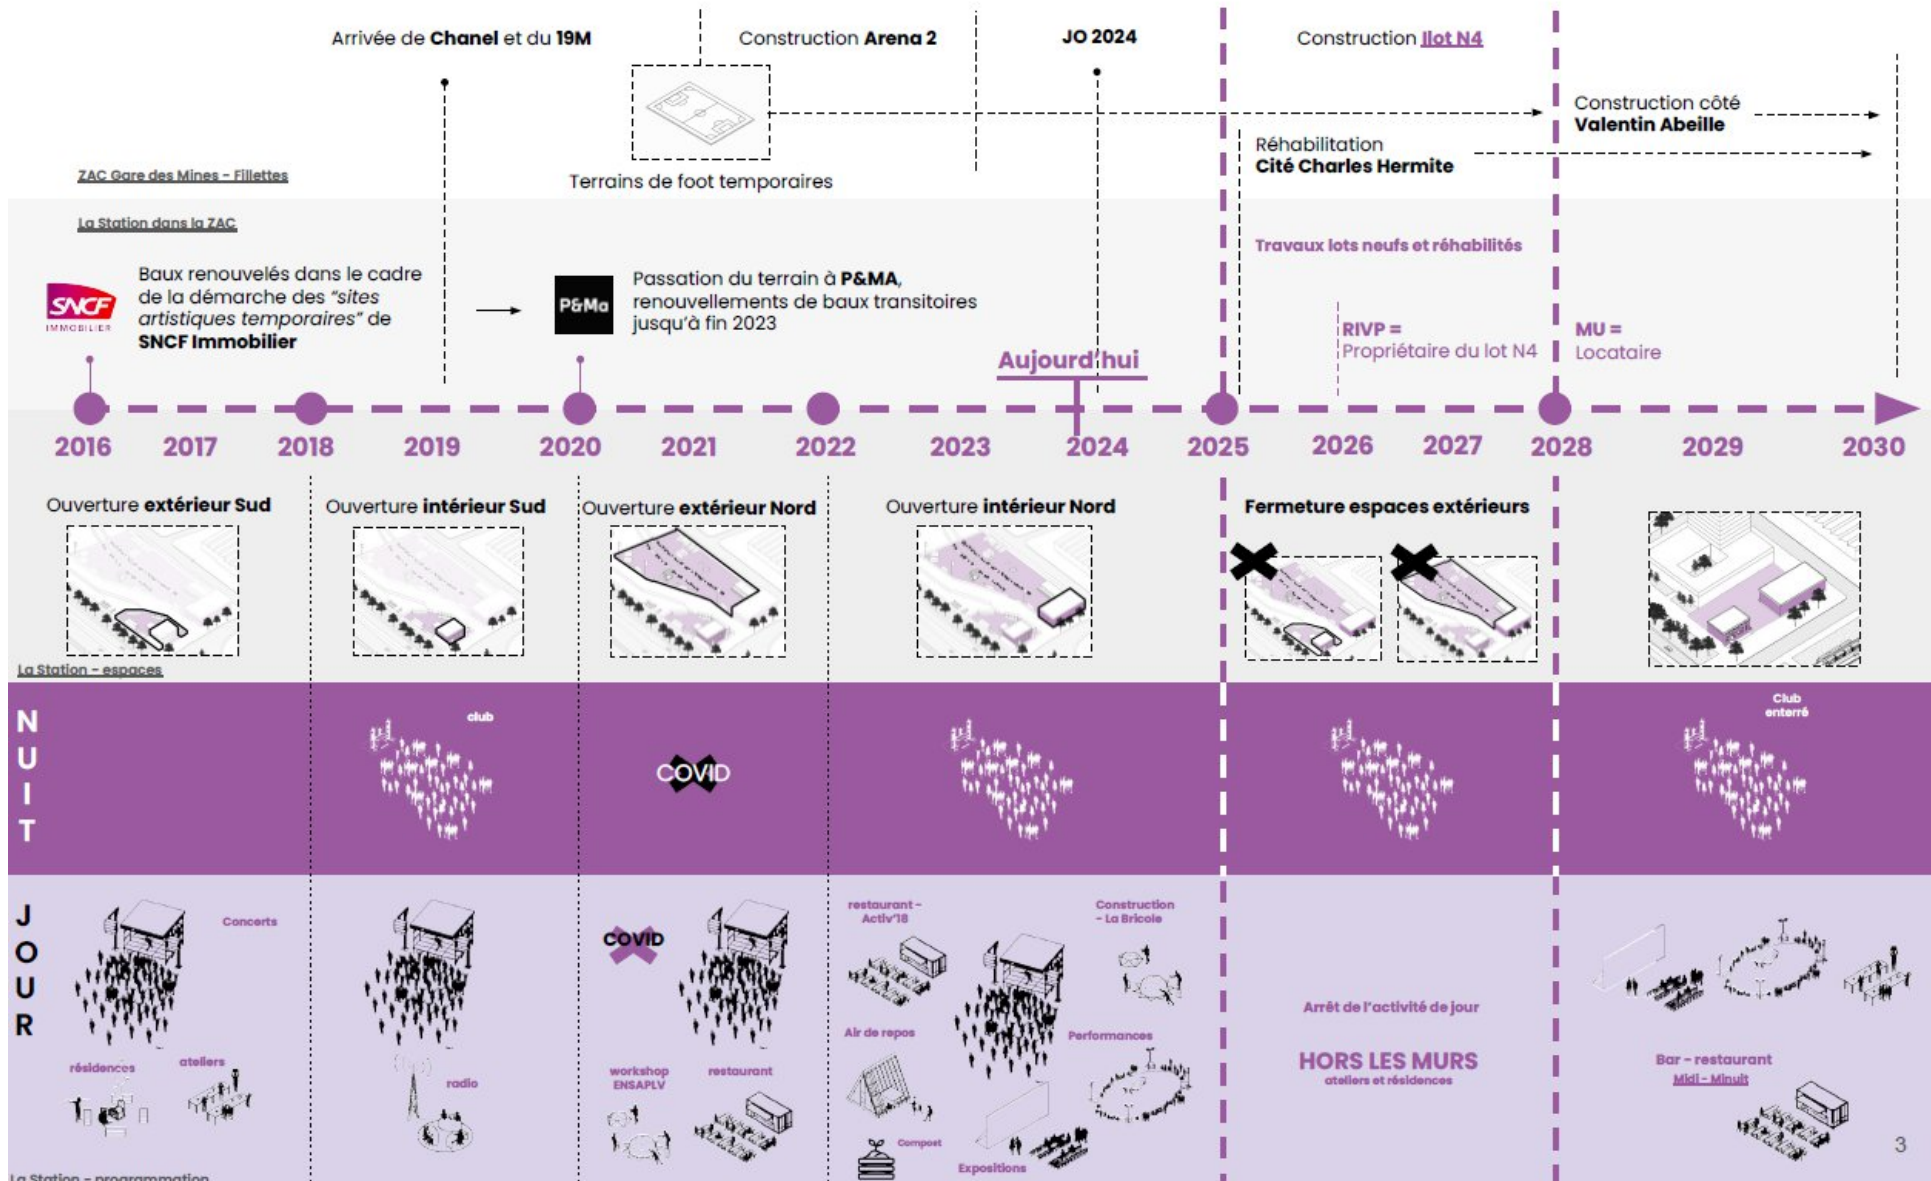 Arrivée de Chanel et du 19M
Construction Arena 2
JO 2024
Construction Ilot N4
Construction côté
Valentin Abeille
Réhabilitation
Cité Charles Hermite
Terrains de foot temporaires
ZAC Gare des Mines - Fillettes
La Station dans la ZAC
SNCF
IMMOBILIER
Baux renouvelés dans le cadre
de la démarche des “sites
artistiques temporaires” de
SNCF Immobilier
P&Ma
Passation du terrain à P&MA,
renouvellements de baux transitoires
jusqu’à fin 2023
Travaux lots neufs et réhabilités
RIVP =
Propriétaire du lot N4
MU =
Locataire
Aujourd’hui
2016 2017 2018 2019 2020 2021 2022 2023 2024 2025 2026 2027 2028 2029 2030
Ouverture extérieur Sud
Ouverture intérieur Sud
Ouverture extérieur Nord
Ouverture intérieur Nord
Fermeture espaces extérieurs
La Station - espaces
NUIT
club
COVID
Club
enterré
JOUR
Concerts
résidences
ateliers
radio
COVID
workshop
ENSAPLV
restaurant
restaurant -
Activ’18
Construction
- La Bricole
Air de repos
Performances
Compost
Expositions
Arrêt de l’activité de jour
HORS LES MURS
ateliers et résidences
Bar - restaurant
Midi - Minuit
3
La Station - programmation